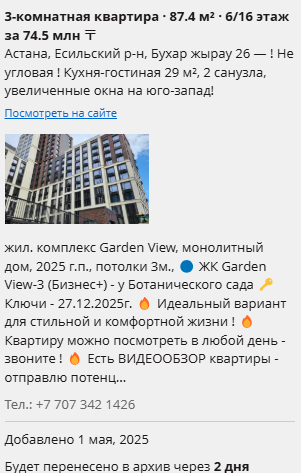 3-комнатная квартира · 87.4 м² · 6/16 этаж
за 74.5 млн 〒
Астана, Есильский р-н, Бухар жырау 26 — ! Не
угловая ! Кухня-гостиная 29 м², 2 санузла,
увеличенные окна на юго-запад!
Посмотреть на сайте
жил. комплекс Garden View, монолитный
дом, 2025 г.п., потолки 3м., 🔵 ЖК Garden
View-3 (Бизнес+) - у Ботанического сада 🔑
Ключи - 27.12.2025г. 🔥 Идеальный вариант
для стильной и комфортной жизни ! 🔥
Квартиру можно посмотреть в любой день -
звоните ! 🔥 Есть ВИДЕООБЗОР квартиры -
отправлю потенц...
Тел.: +7 707 342 1426
Добавлено 1 мая, 2025
Будет перенесено в архив через 2 дня